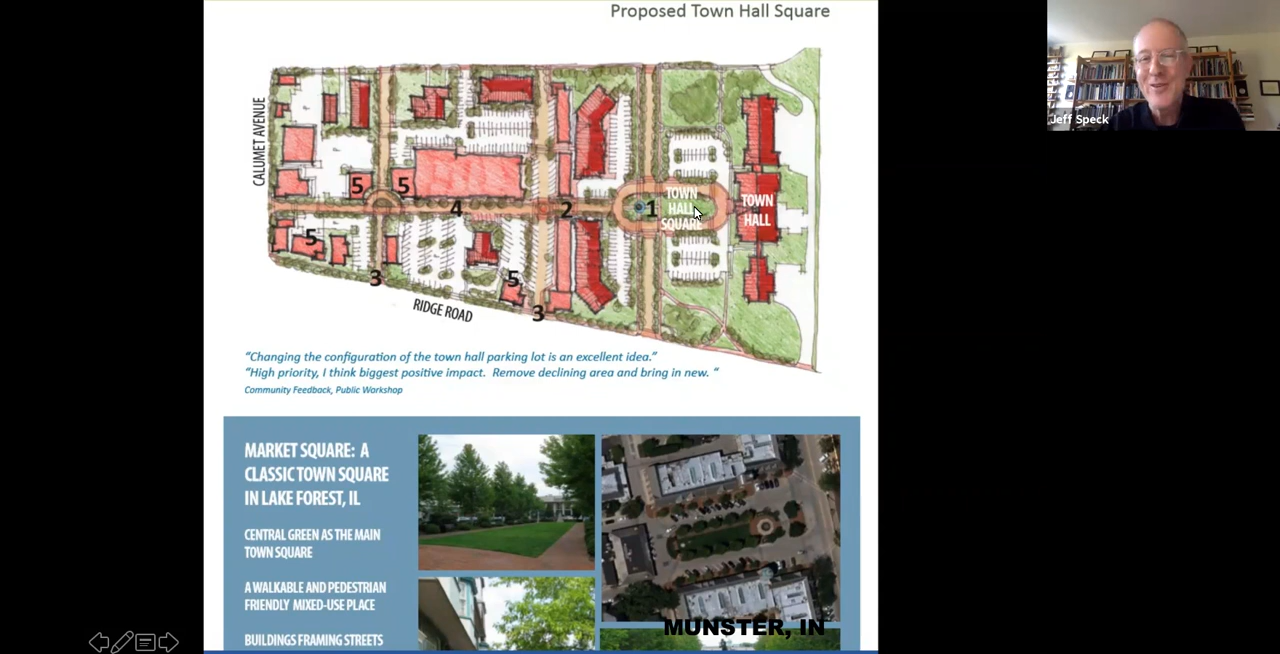 Proposed Town Hall Square
Jeff Speck
CALUMET AVENUE
5
5
4
2
1
TOWN
HALL
SQUARE
TOWN
HALL
5
3
5
3
RIDGE ROAD
“Changing the configuration of the town hall parking lot is an excellent idea.”
“High priority, I think biggest positive impact. Remove declining area and bring in new. “
Community Feedback, Public Workshop
MARKET SQUARE: A
CLASSIC TOWN SQUARE
IN LAKE FOREST, IL
CENTRAL GREEN AS THE MAIN
TOWN SQUARE
A WALKABLE AND PEDESTRIAN
FRIENDLY MIXED-USE PLACE
BUILDINGS FRAMING STREETS
MUNSTER, IN